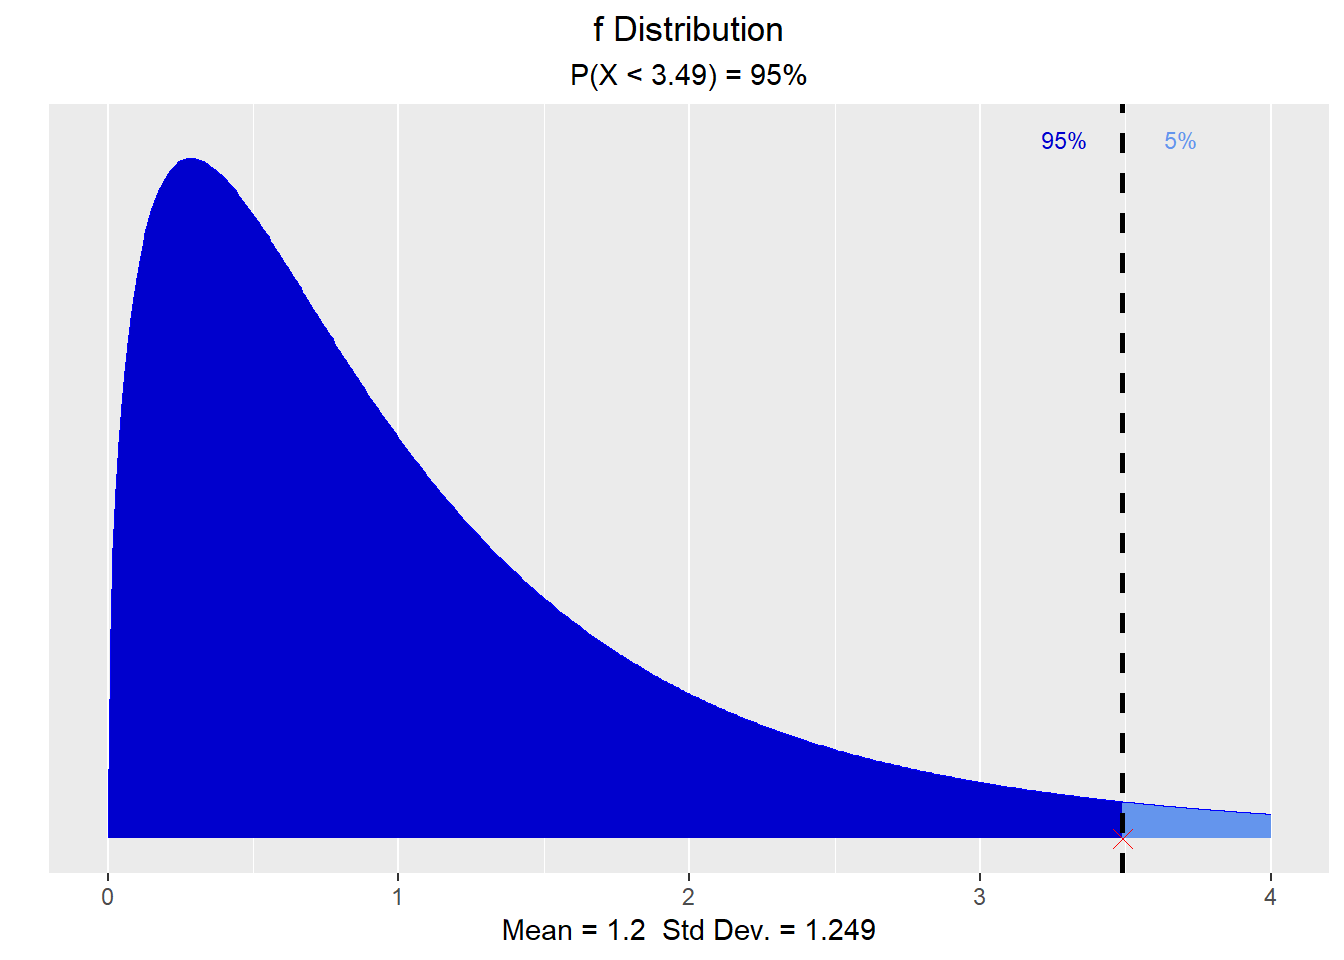 f Distribution
P(X < 3.49) = 95%
95%
5%
0
1
2
3
4
Mean = 1.2  Std Dev. = 1.249